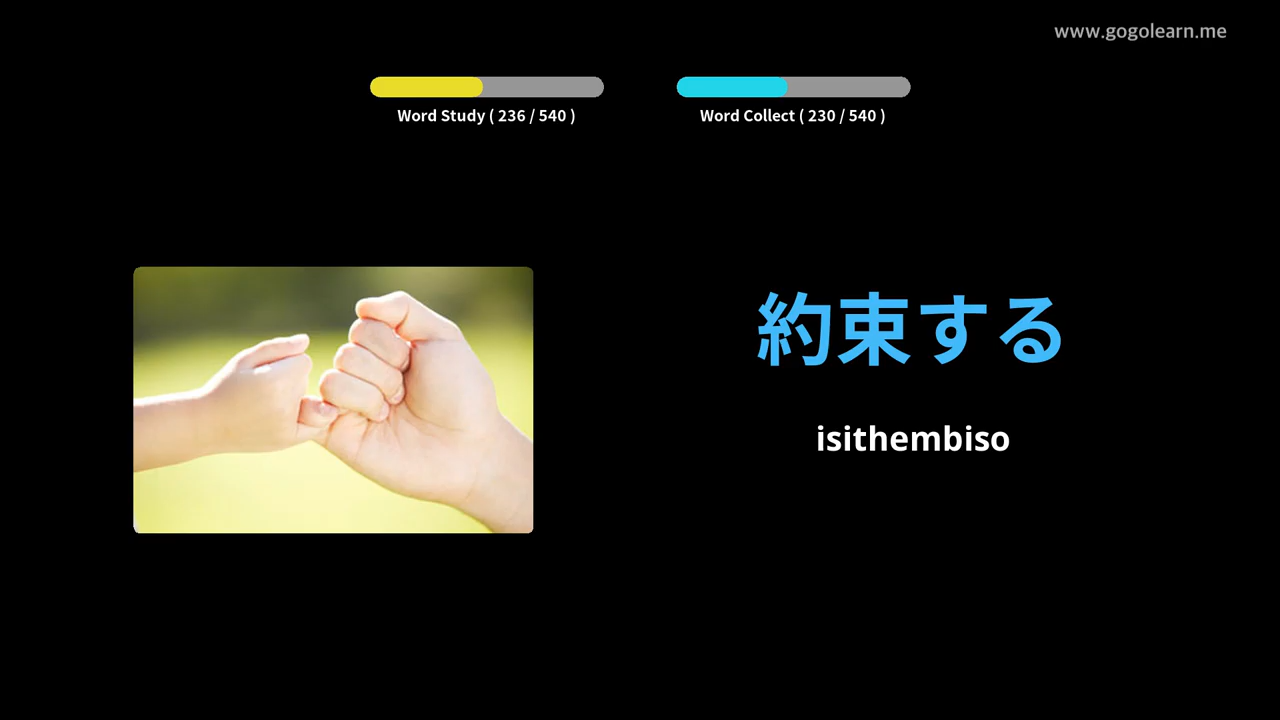 www.gogolearn.me
Word Study ( 236 / 540 )
Word Collect ( 230 / 540 )
約束する
isithembiso